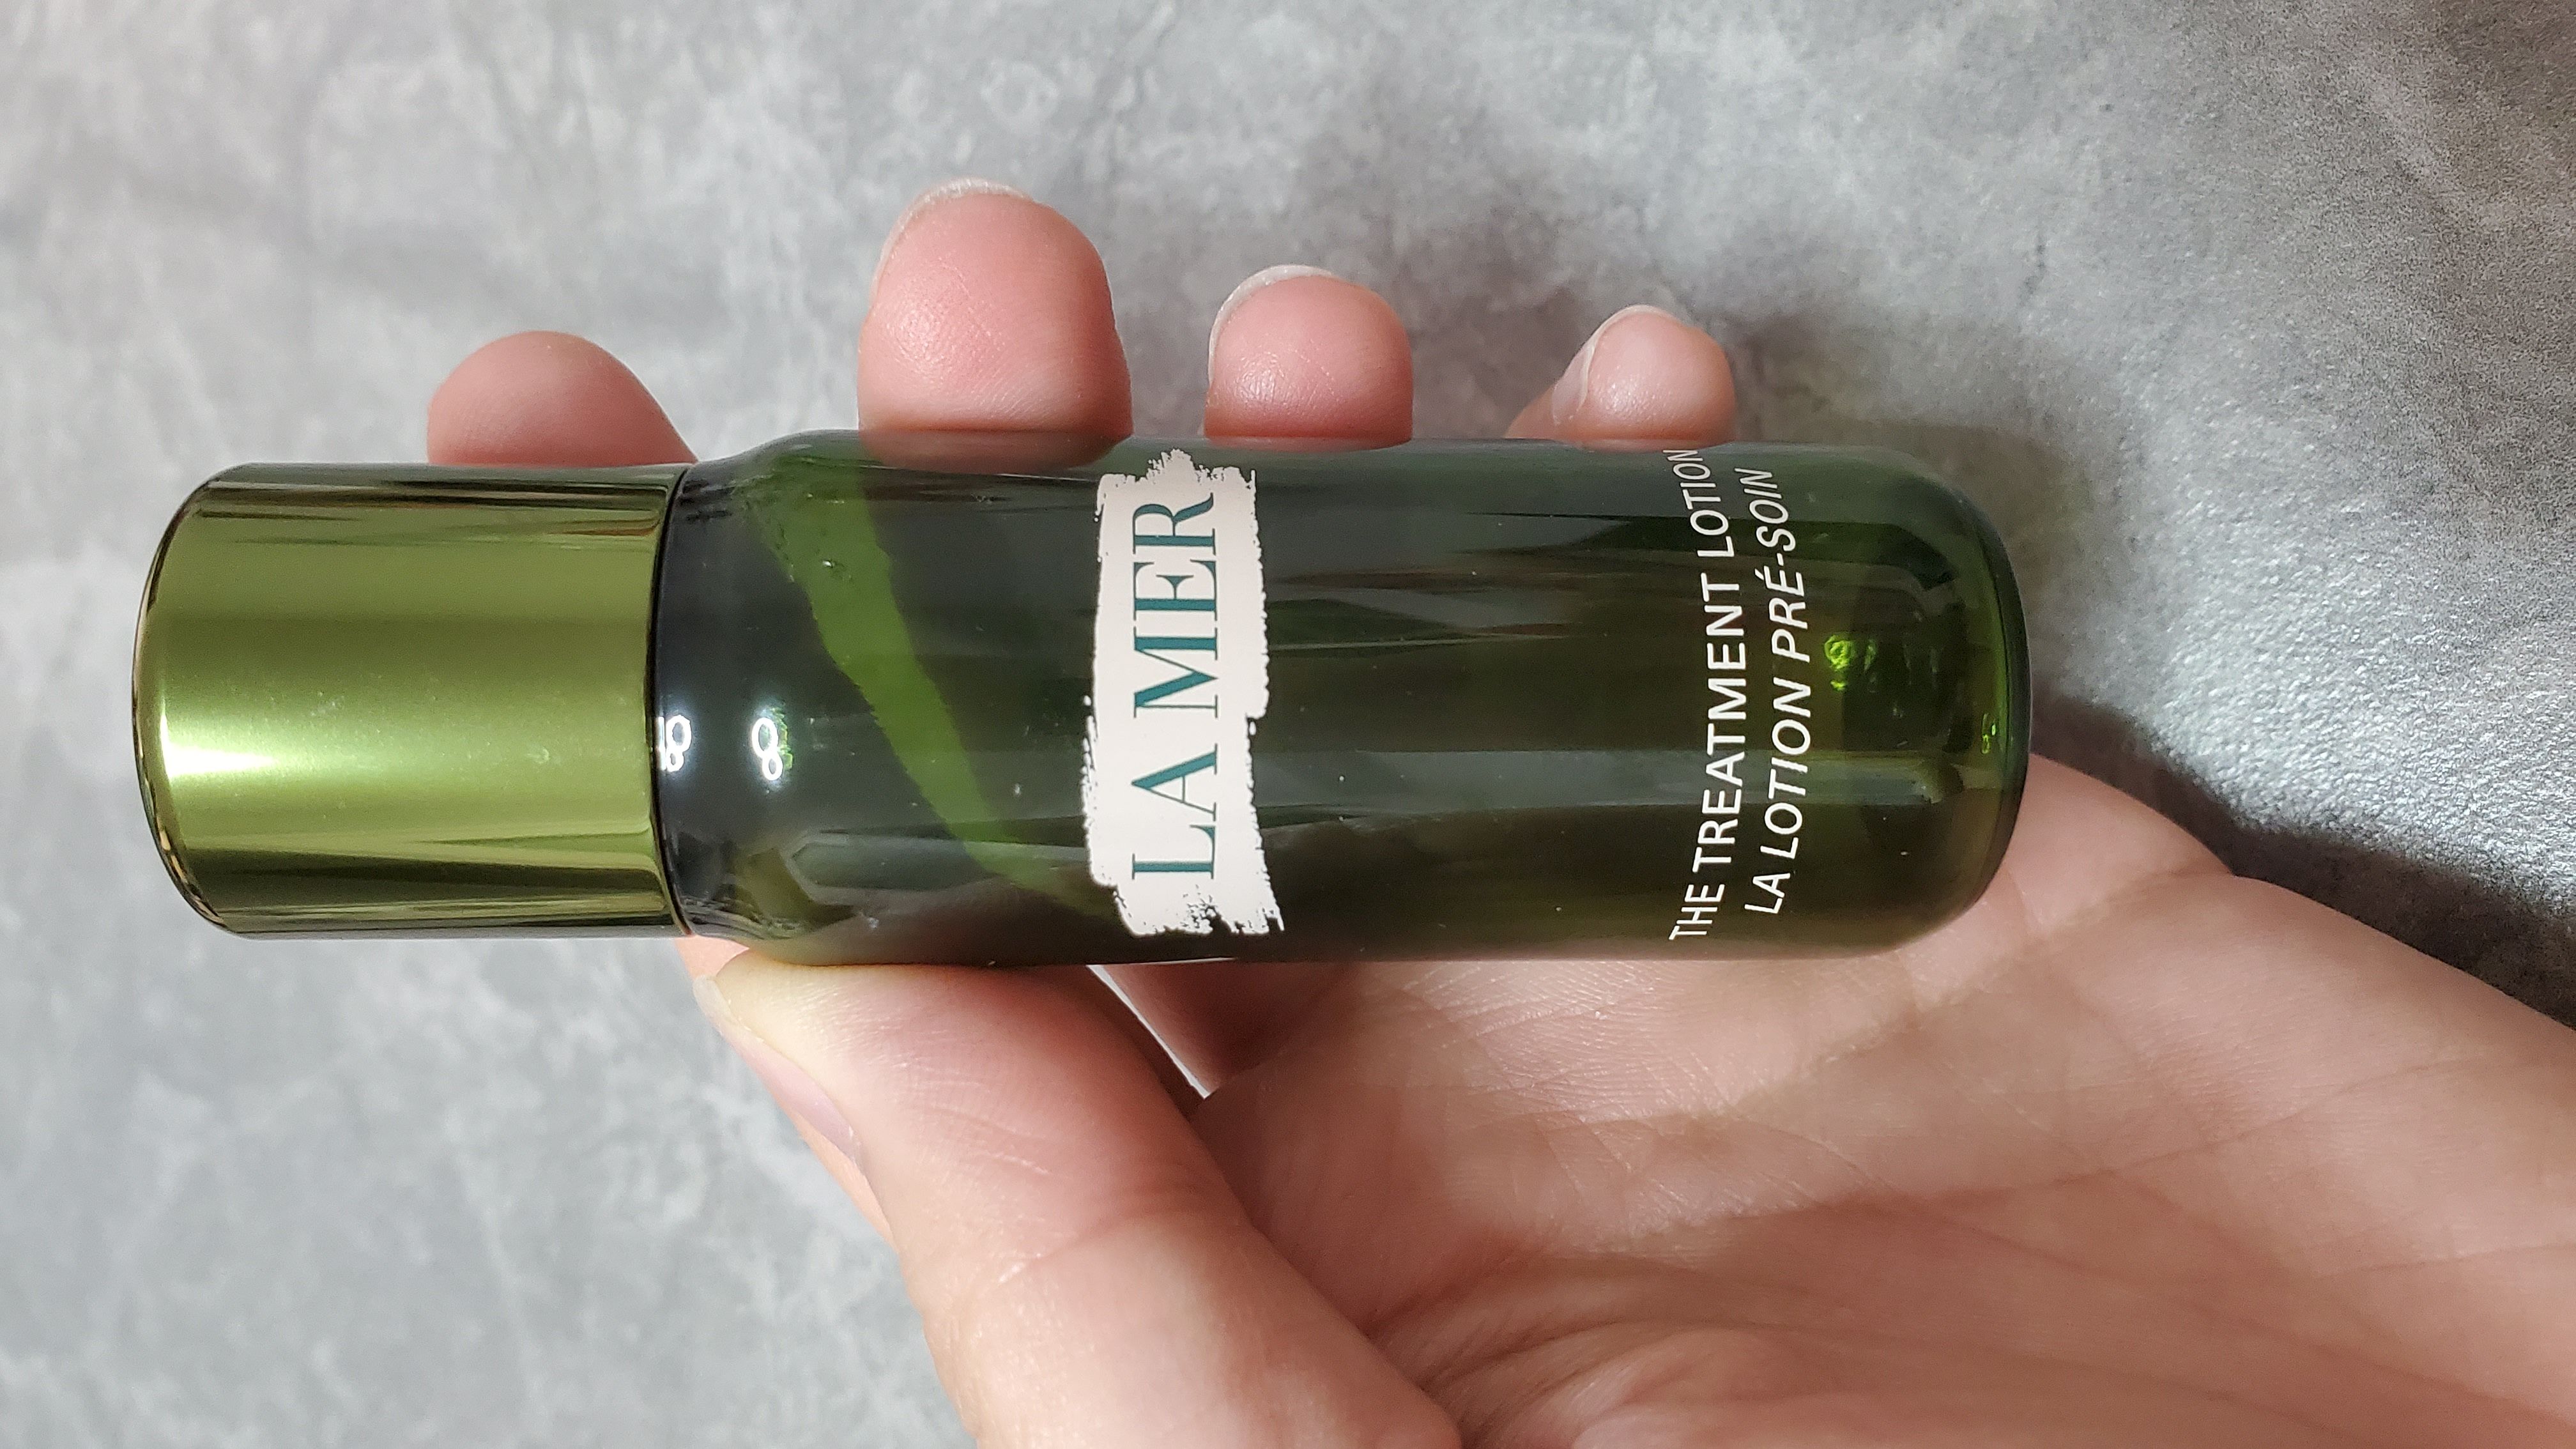 LA MER
THE TREATMENT LOTION
LA LOTION PRÉ-SOIN